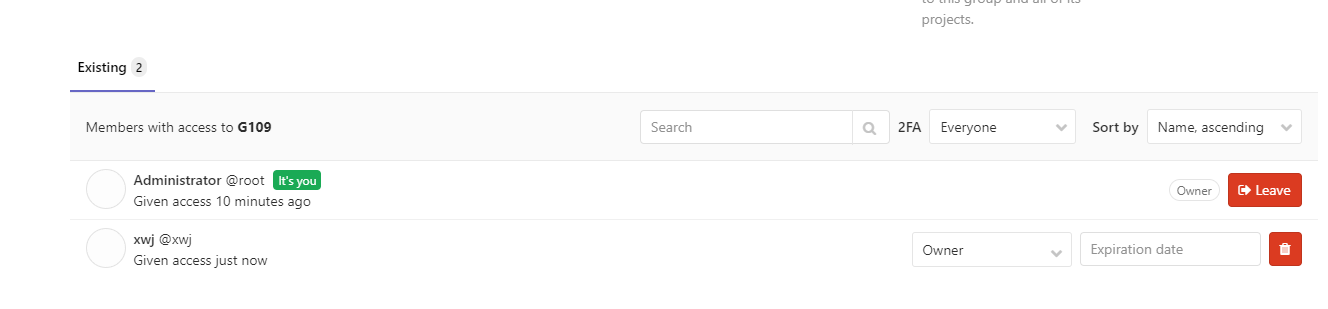 to this group and all of its
projects.
Existing 2
Members with access to G109 Search 2FA Everyone Sort by Name, ascending
Administrator @root It's you
Given access 10 minutes ago
Owner Leave
xwj @xwj
Given access just now
Owner Expiration date